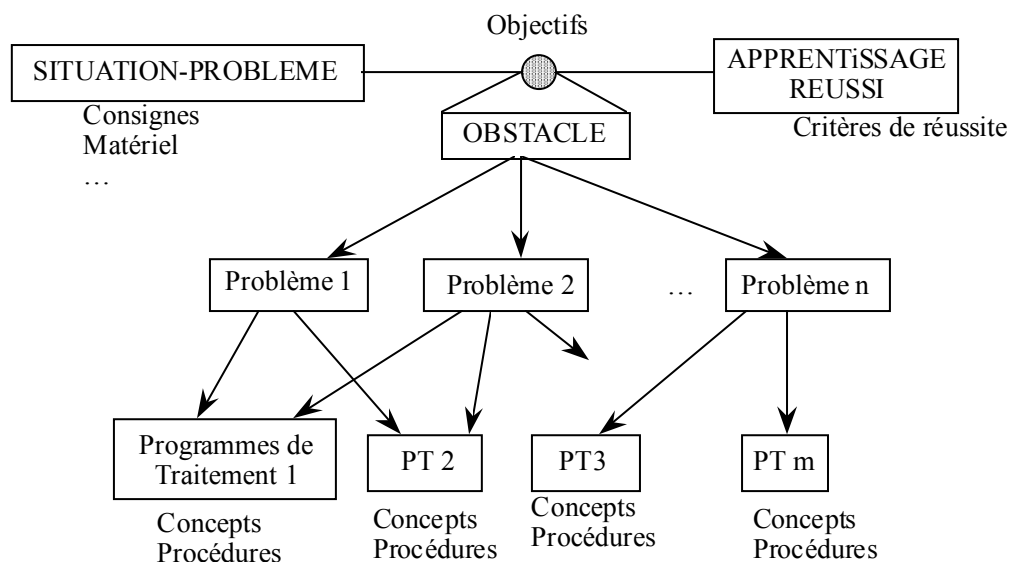 Objectifs
SITUATION-PROBLEME
APPRENTiSSAGE
REUSSI
Consignes
Matériel
…
Critères de réussite
OBSTACLE
Problème 1
Problème 2
…
Problème n
Programmes de
Traitement 1
PT 2
PT3
PT m
Concepts
Procédures
Concepts
Procédures
Concepts
Procédures
Concepts
Procédures